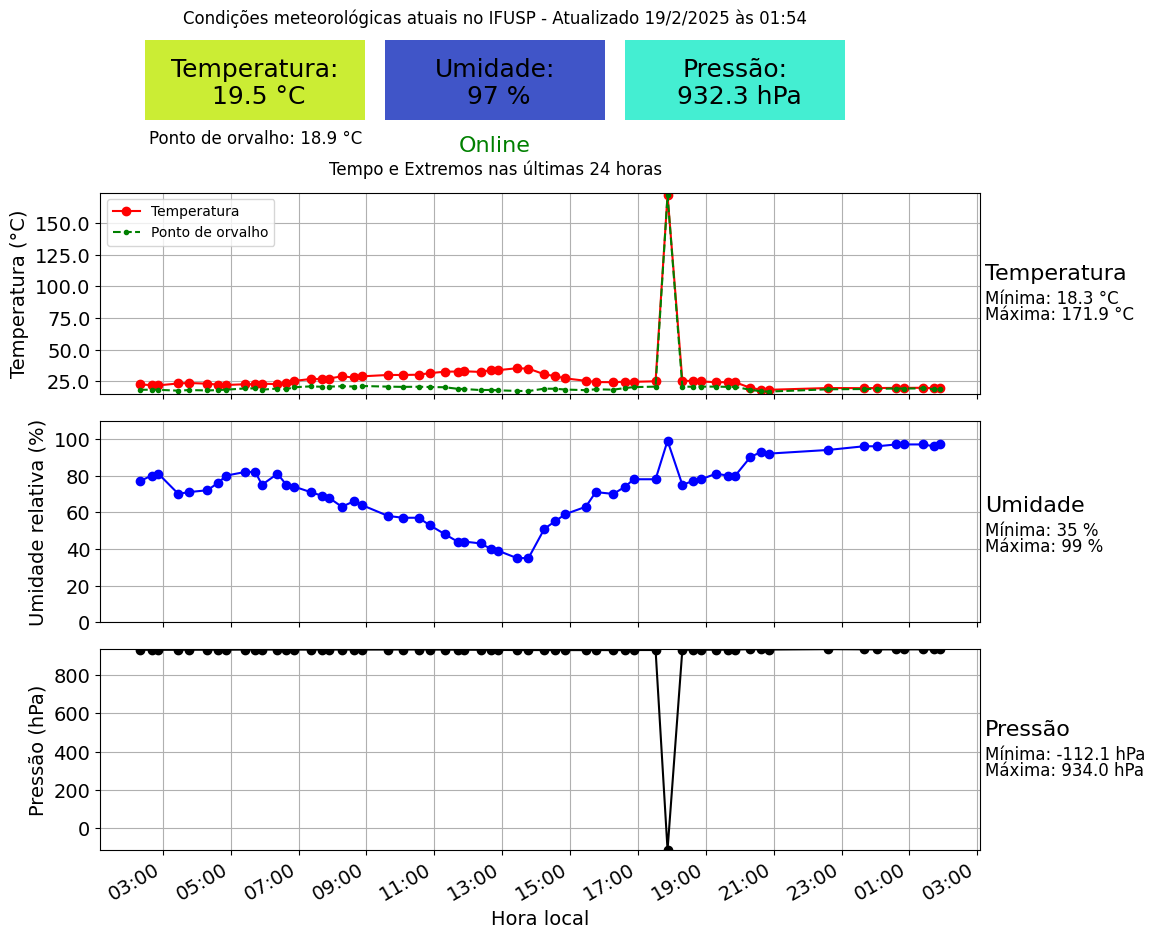 Condições meteorológicas atuais no IFUSP - Atualizado 19/2/2025 às 01:54
Temperatura:
19.5 °C
Umidade:
97 %
Pressão:
932.3 hPa
Ponto de orvalho: 18.9 °C
Online
Tempo e Extremos nas últimas 24 horas
Temperatura (°C)
150.0
125.0
100.0
75.0
50.0
25.0
Temperatura
Ponto de orvalho
Temperatura
Mínima: 18.3 °C
Máxima: 171.9 °C
Umidade relativa (%)
100
80
60
40
20
0
Umidade
Mínima: 35 %
Máxima: 99 %
Pressão (hPa)
800
600
400
200
0
Pressão
Mínima: -112.1 hPa
Máxima: 934.0 hPa
03:00 05:00 07:00 09:00 11:00 13:00 15:00 17:00 19:00 21:00 23:00 01:00 03:00
Hora local